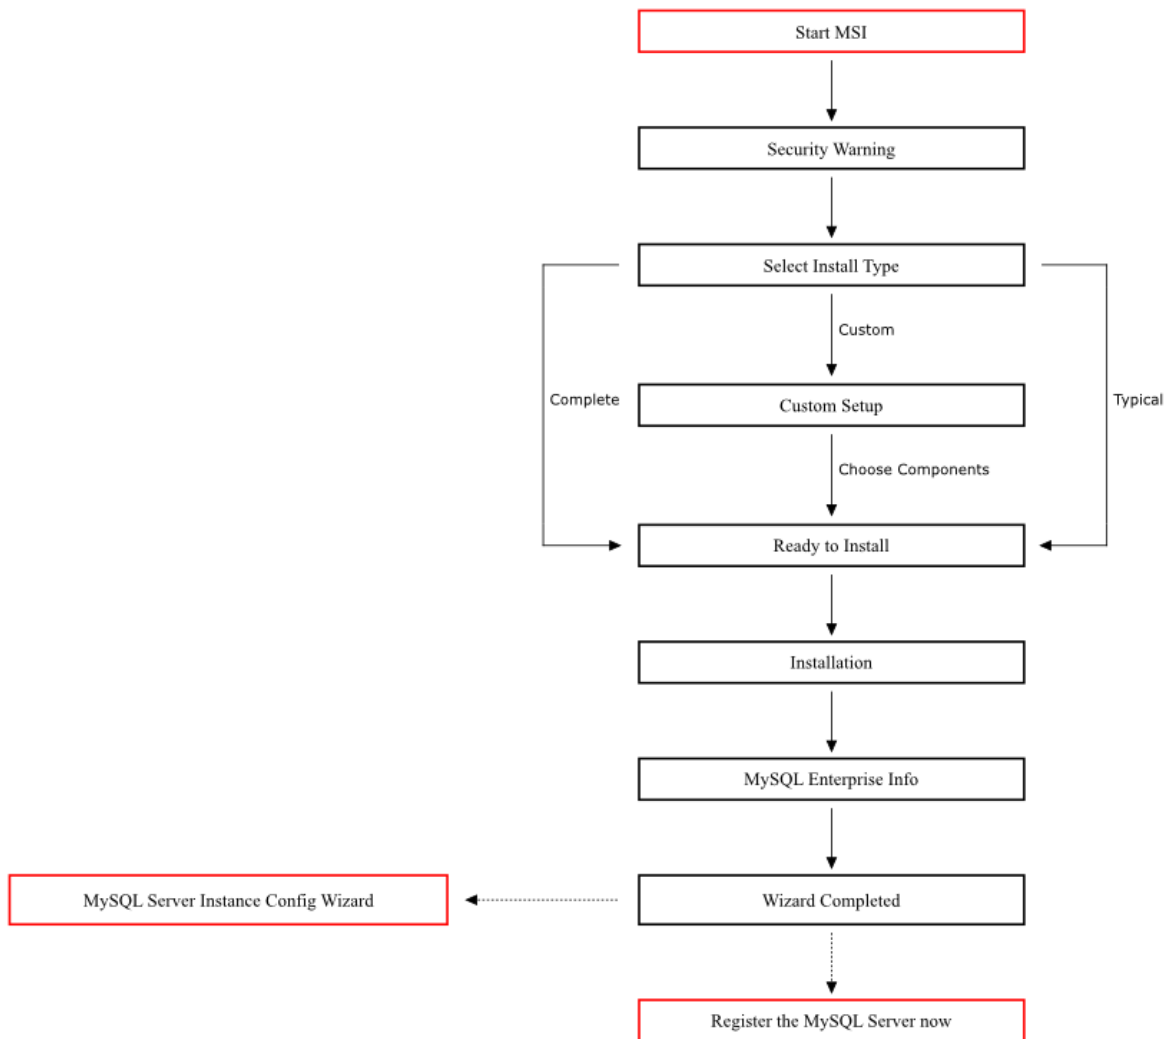 Start MSI
Security Warning
Select Install Type
Custom
Complete
Custom Setup
Typical
Choose Components
Ready to Install
Installation
MySQL Enterprise Info
MySQL Server Instance Config Wizard
Wizard Completed
Register the MySQL Server now